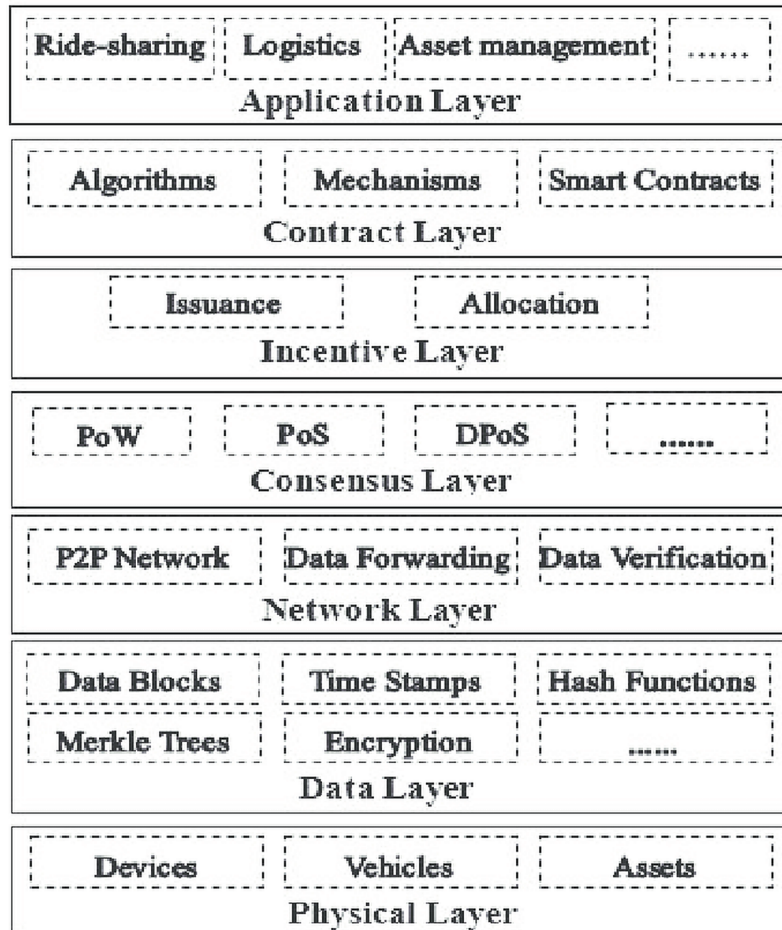 Ride-sharing Logistics Asset management ......
Application Layer
Algorithms Mechanisms Smart Contracts
Contract Layer
Issuance Allocation
Incentive Layer
PoW PoS DPoS ......
Consensus Layer
P2P Network Data Forwarding Data Verification
Network Layer
Data Blocks Time Stamps Hash Functions
Merkle Trees Encryption ......
Data Layer
Devices Vehicles Assets
Physical Layer